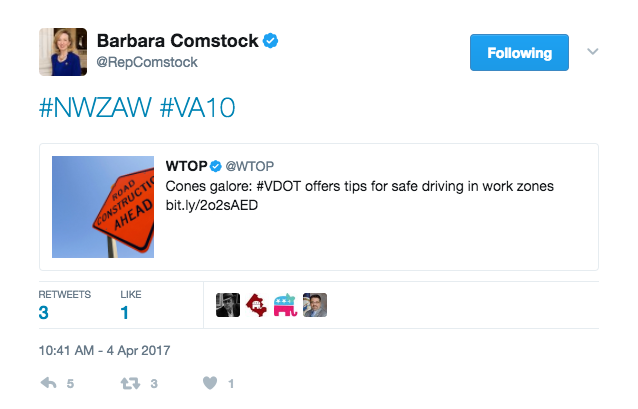 Barbara Comstock
@RepComstock
Following
#NWZAW #VA10
WTOP @WTOP
Cones galore: #VDOT offers tips for safe driving in work zones
bit.ly/2o2sAED
ROAD
CONSTRUCTIO
AHEAD
RETWEETS LIKE
3 1
10:41 AM - 4 Apr 2017
5 3 1